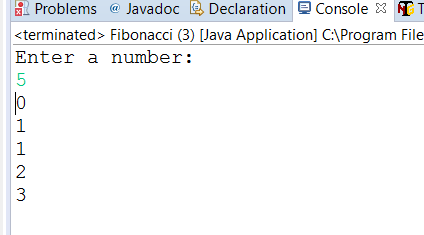 Problems @ Javadoc Declaration Console
<terminated> Fibonacci (3) [Java Application] C:\Program File
Enter a number:
5
0
1
1
2
3